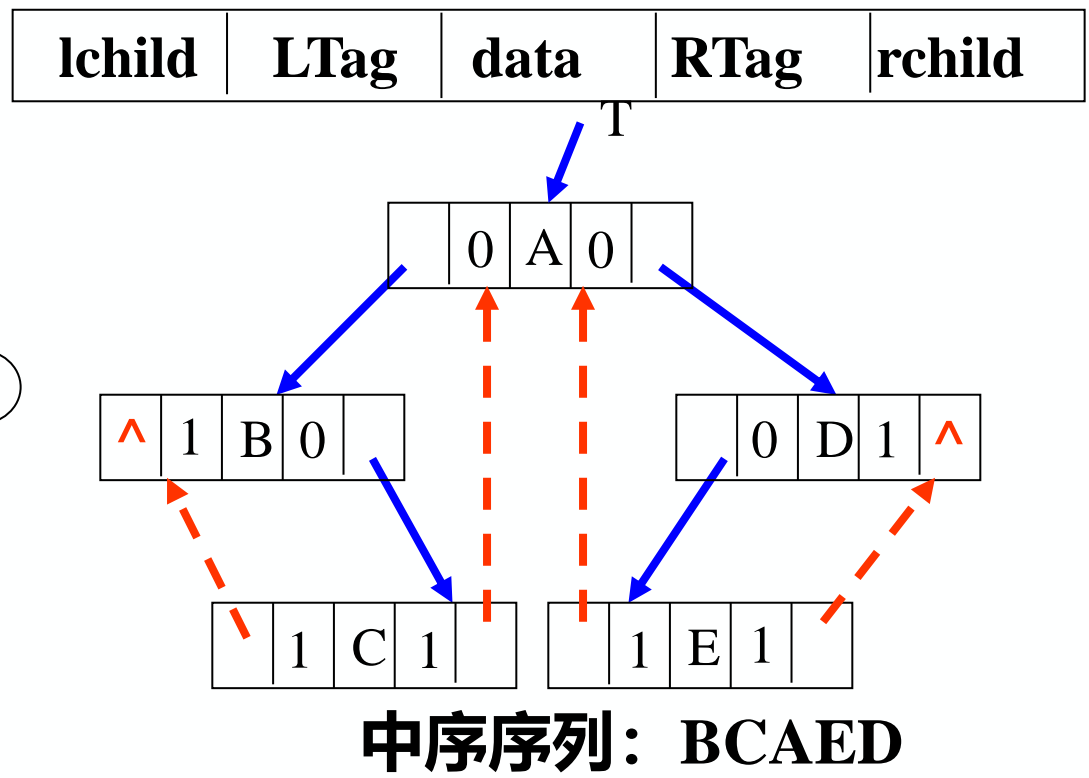 lchild LTag data RTag rchild
T
0 A 0
^ 1 B 0 0 D 1 ^
1 C 1 1 E 1
中序序列：BCAED